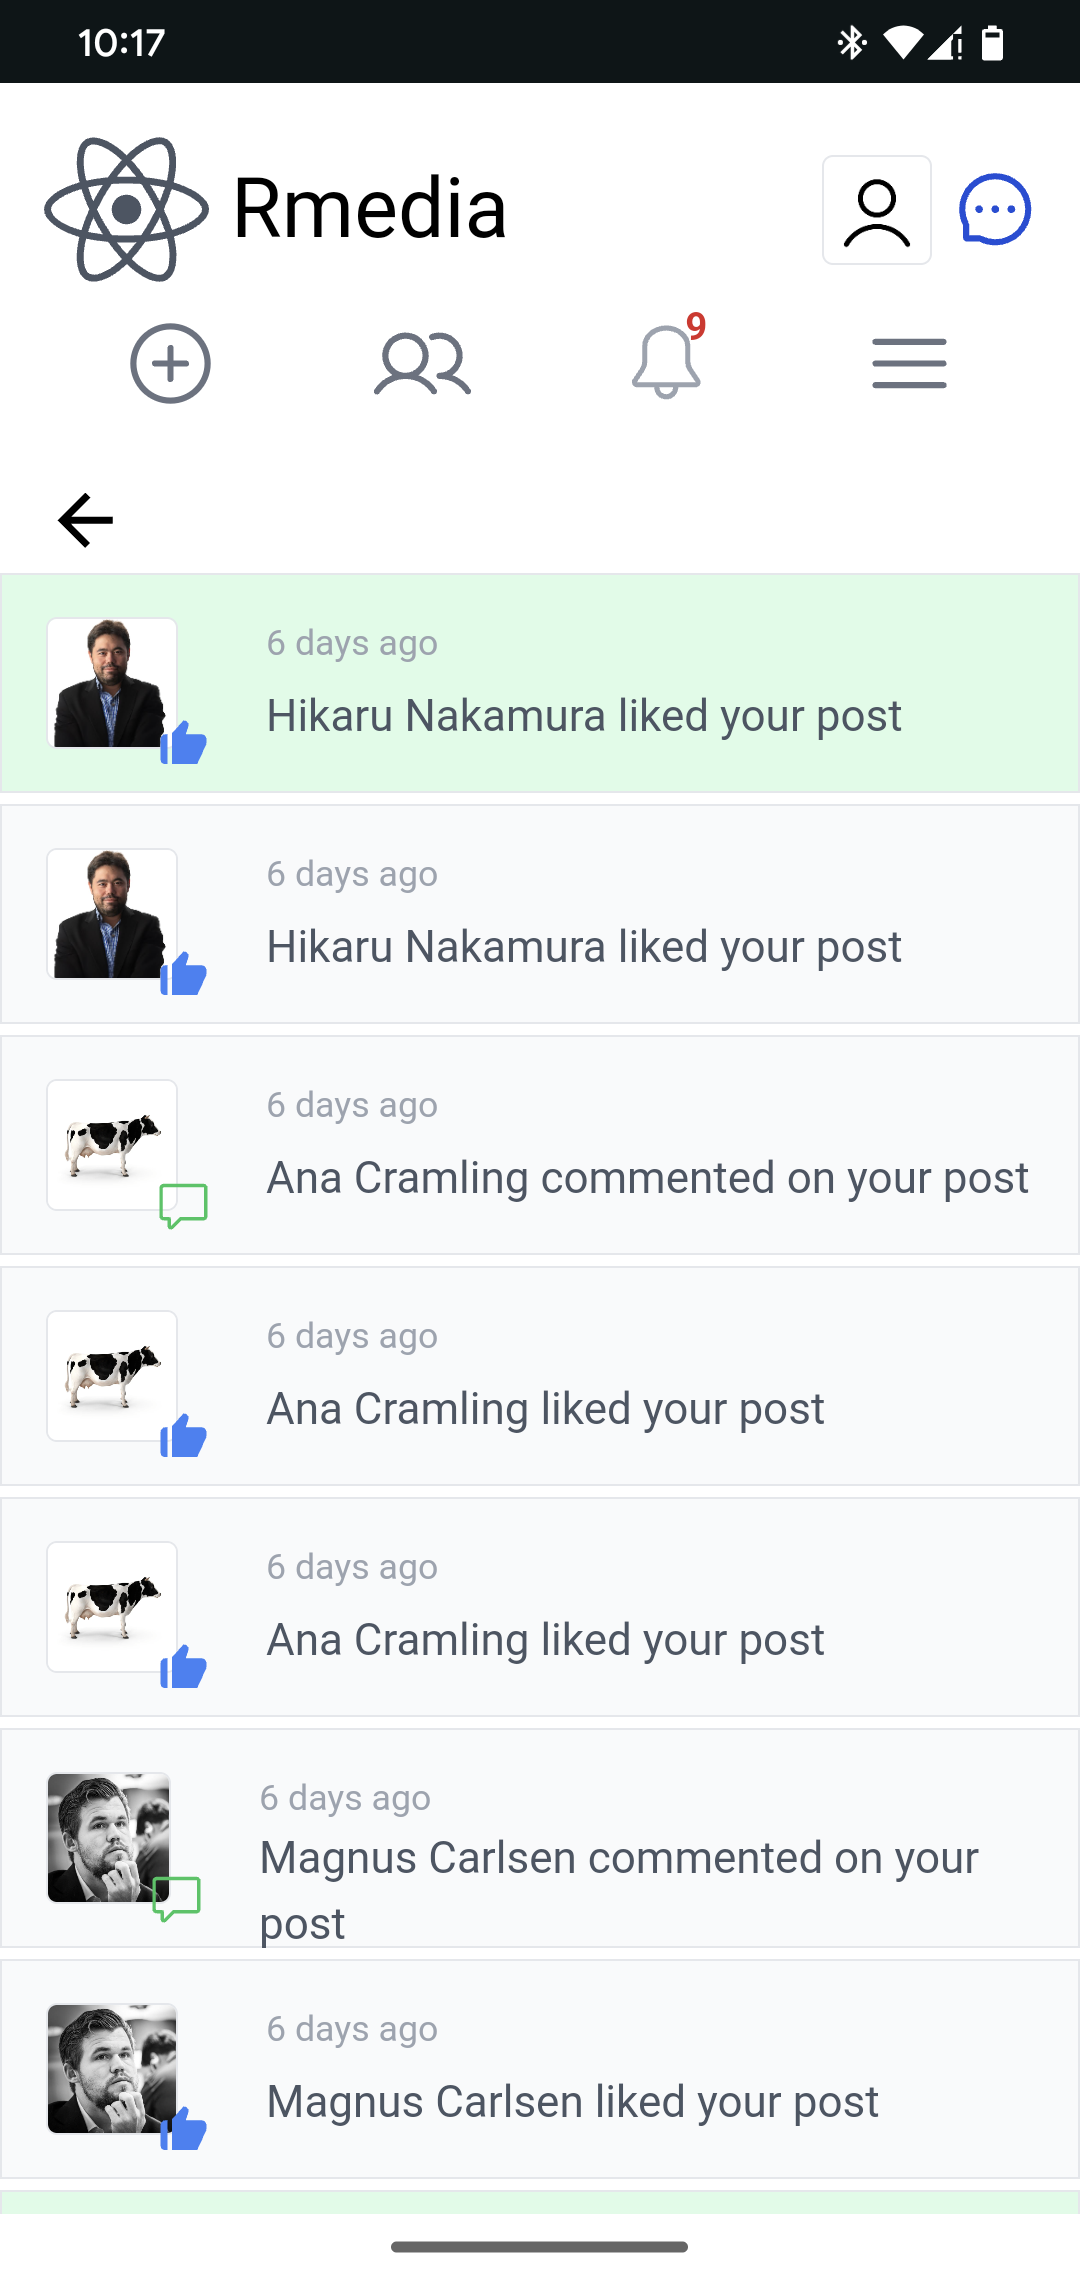 10:17
Rmedia
9
6 days ago
Hikaru Nakamura liked your post
6 days ago
Hikaru Nakamura liked your post
6 days ago
Ana Cramling commented on your post
6 days ago
Ana Cramling liked your post
6 days ago
Ana Cramling liked your post
6 days ago
Magnus Carlsen commented on your
post
6 days ago
Magnus Carlsen liked your post